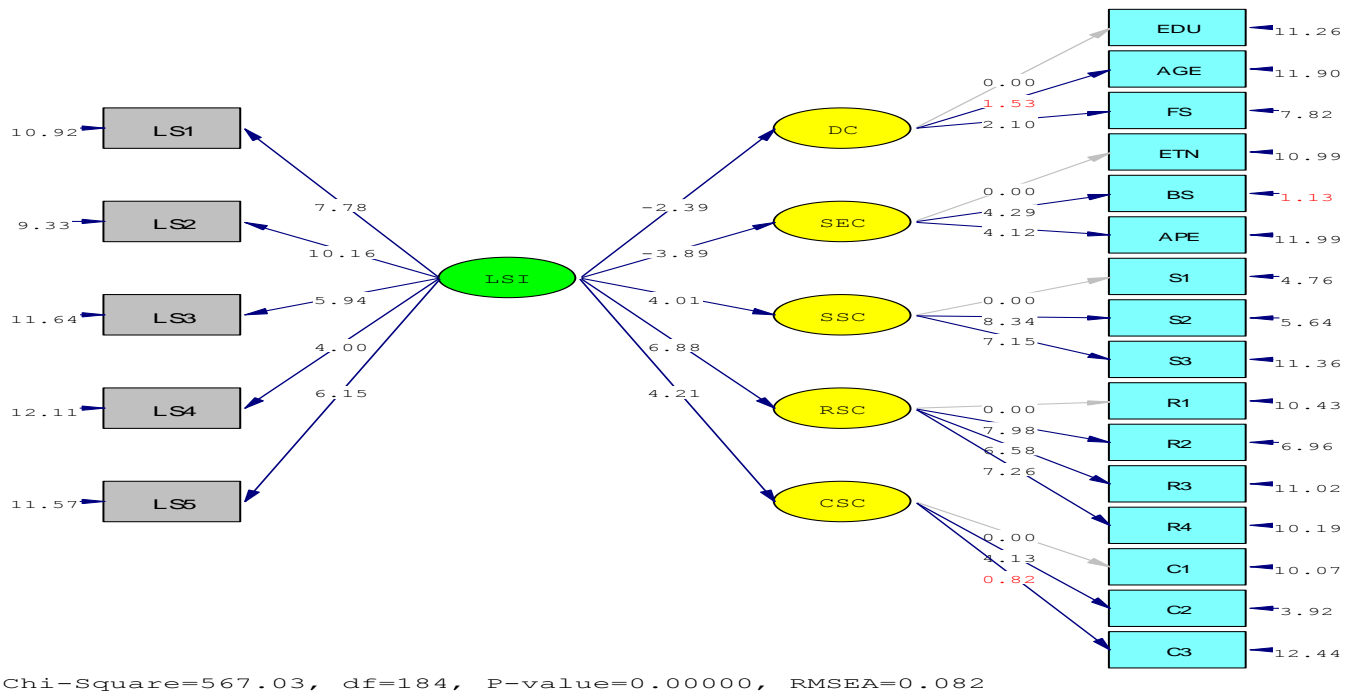 EDU
11.26
AGE
11.90
0.00
1.53
FS
7.82
2.10
10.92
LS1
DC
ETN
10.99
7.78
-2.39
0.00
BS
1.13
4.29
9.33
LS2
SEC
4.12
APE
11.99
10.16
-3.89
LSI
S1
4.76
5.94
4.01
0.00
11.64
LS3
SSC
8.34
S2
5.64
4.00
6.88
7.15
S3
11.36
6.15
4.21
R1
10.43
12.11
LS4
RSC
0.00
7.98
R2
6.96
6.58
7.26
R3
11.02
11.57
LS5
CSC
R4
10.19
0.00
4.13
C1
10.07
0.82
C2
3.92
C3
12.44
Chi-Square=567.03, df=184, P-value=0.00000, RMSEA=0.082